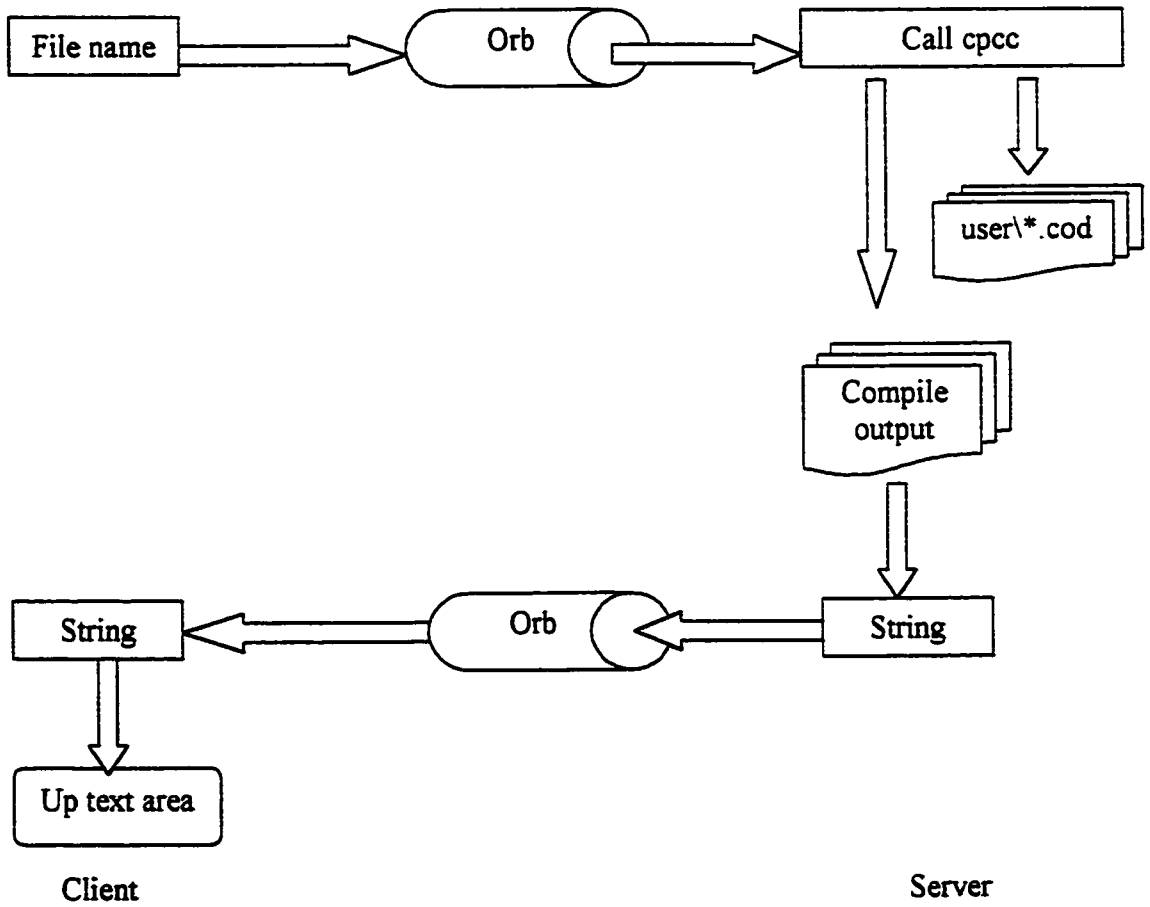 File name
Orb
Call cpcc
user\*.cod
Compile
output
String
Orb
String
Up text area
Client
Server